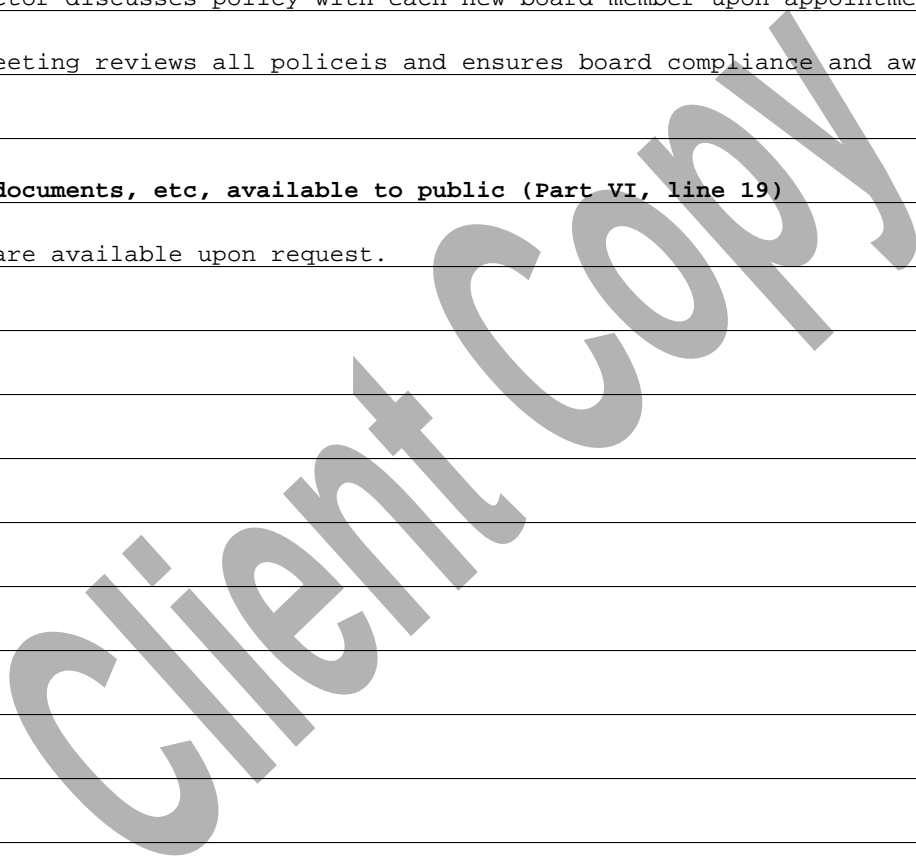 ctor discusses policy with each new board member upon appointme
eeting reviews all policeis and ensures board compliance and aw
documents, etc, available to public (Part VI, line 19)
are available upon request.
Client Copy